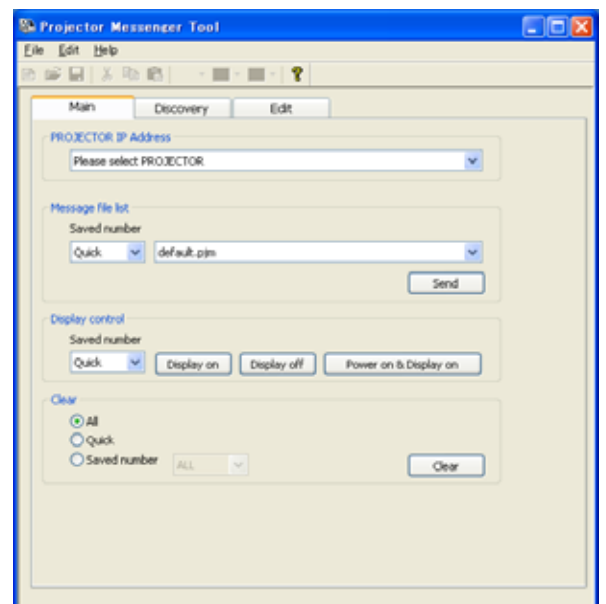 Projector Messenger Tool
File Edit Help
Main Discovery Edit
PROJECTOR IP Address
Please select PROJECTOR
Message file list
Saved number
Quick default.pjm
Send
Display control
Saved number
Quick Display on Display off Power on & Display on
Clear
All
Quick
Saved number ALL Clear